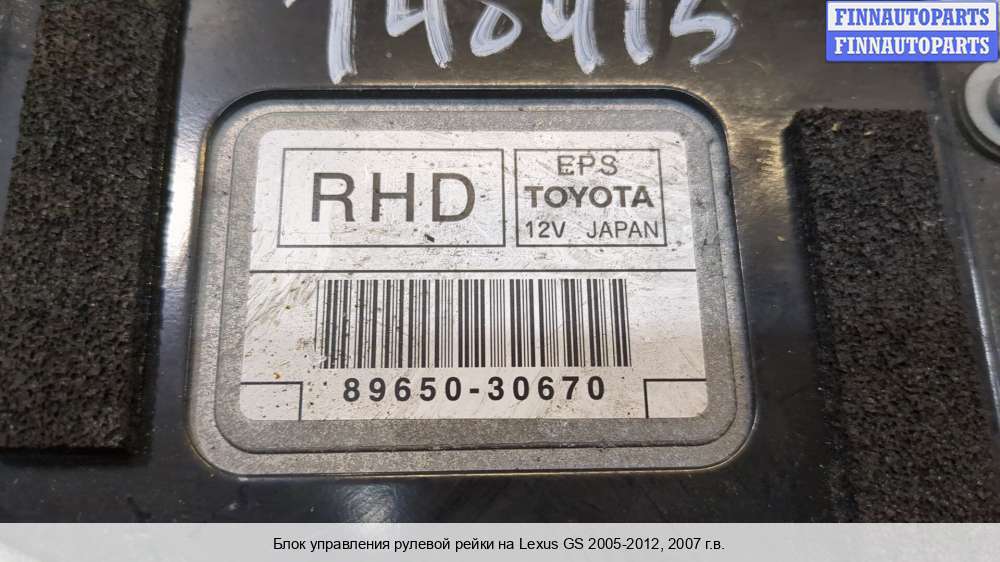 FINNAUTOPARTS
FINNAUTOPARTS
RHD
EPS
TOYOTA
12V JAPAN
89650-30670
Блок управления рулевой рейки на Lexus GS 2005-2012, 2007 г.в.